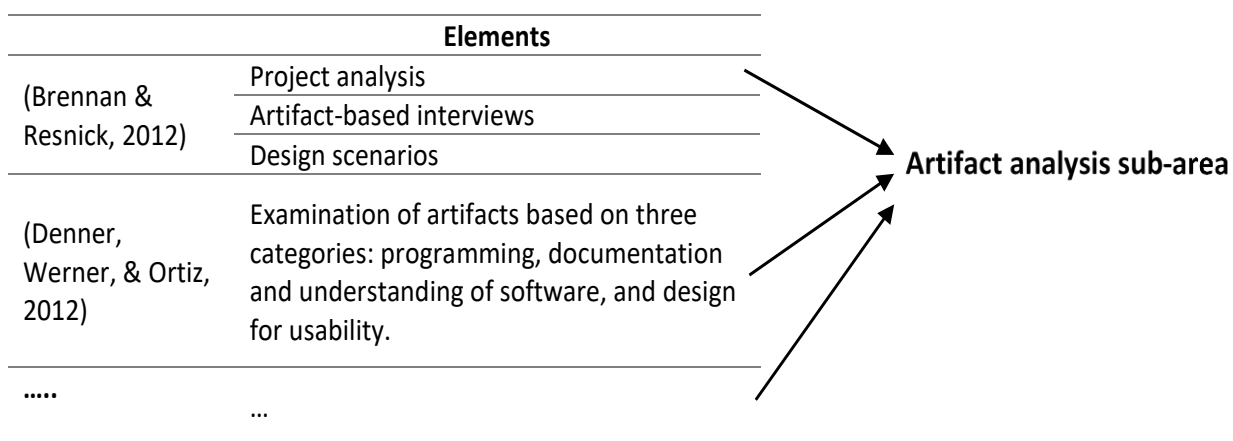 Elements
(Brennan &
Resnick, 2012)
Project analysis
Artifact-based interviews
Design scenarios
(Denner,
Werner, & Ortiz,
2012)
Examination of artifacts based on three
categories: programming, documentation
and understanding of software, and design
for usability.
.....
...
Artifact analysis sub-area